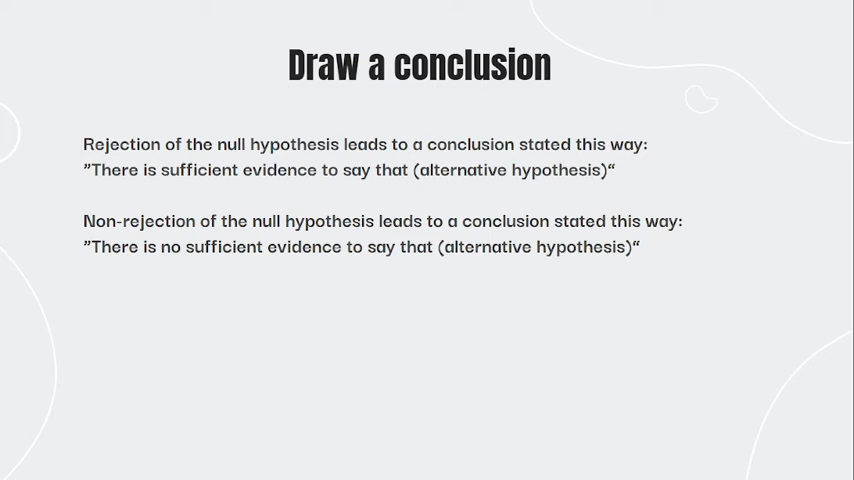 Draw a conclusion
Rejection of the null hypothesis leads to a conclusion stated this way:
”There is sufficient evidence to say that (alternative hypothesis)“
Non-rejection of the null hypothesis leads to a conclusion stated this way:
”There is no sufficient evidence to say that (alternative hypothesis)“